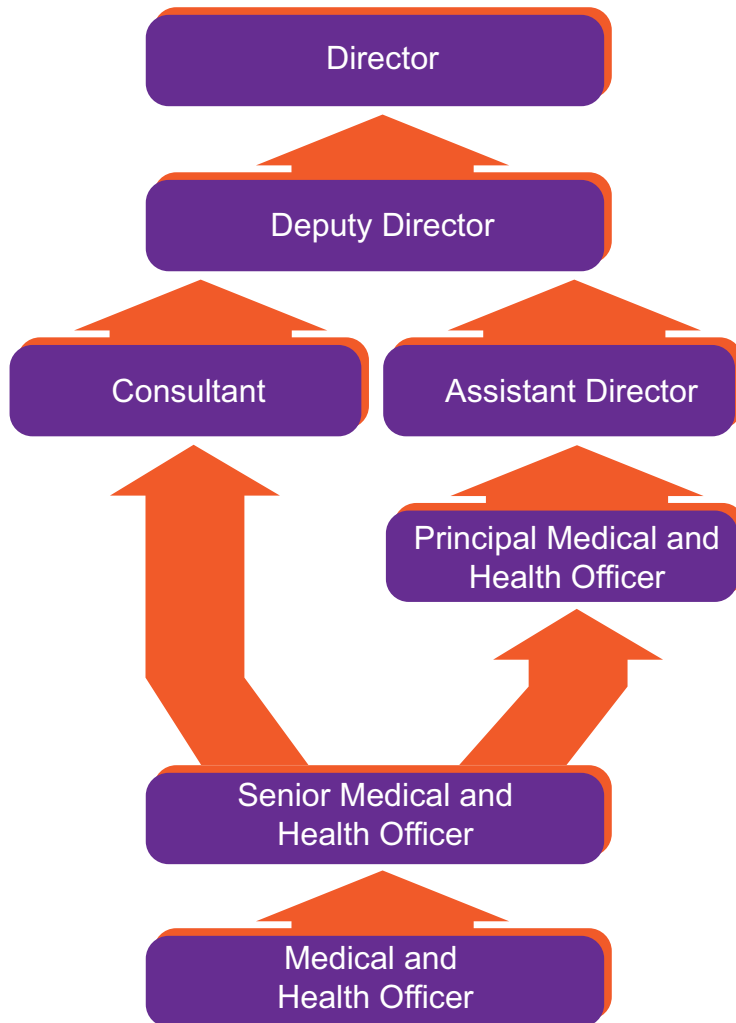 Director
Deputy Director
Consultant
Assistant Director
Principal Medical and
Health Officer
Senior Medical and
Health Officer
Medical and
Health Officer